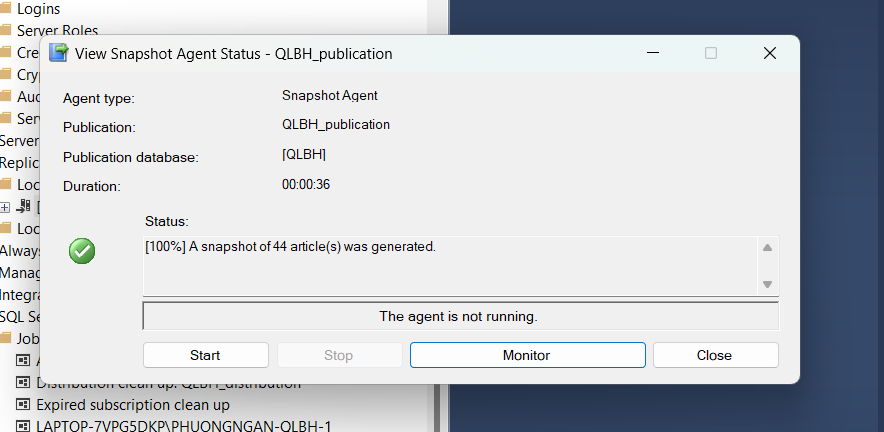 Logins
Server Roles
View Snapshot Agent Status - QLBH_publication
Agent type: Snapshot Agent
Publication: QLBH_publication
Publication database: [QLBH]
Duration: 00:00:36
Status:
[100%] A snapshot of 44 article(s) was generated.
The agent is not running.
Start Stop Monitor Close
Cre
Cry
Aud
Serv
Server
Replic
Loc
Loc
Always
Manag
Integra
SQL Se
Job
Distribution clean up: QLBH_distribution
Expired subscription clean up
LAPTOP-7VPG5DKP\PHUONGNGAN-QLBH-1